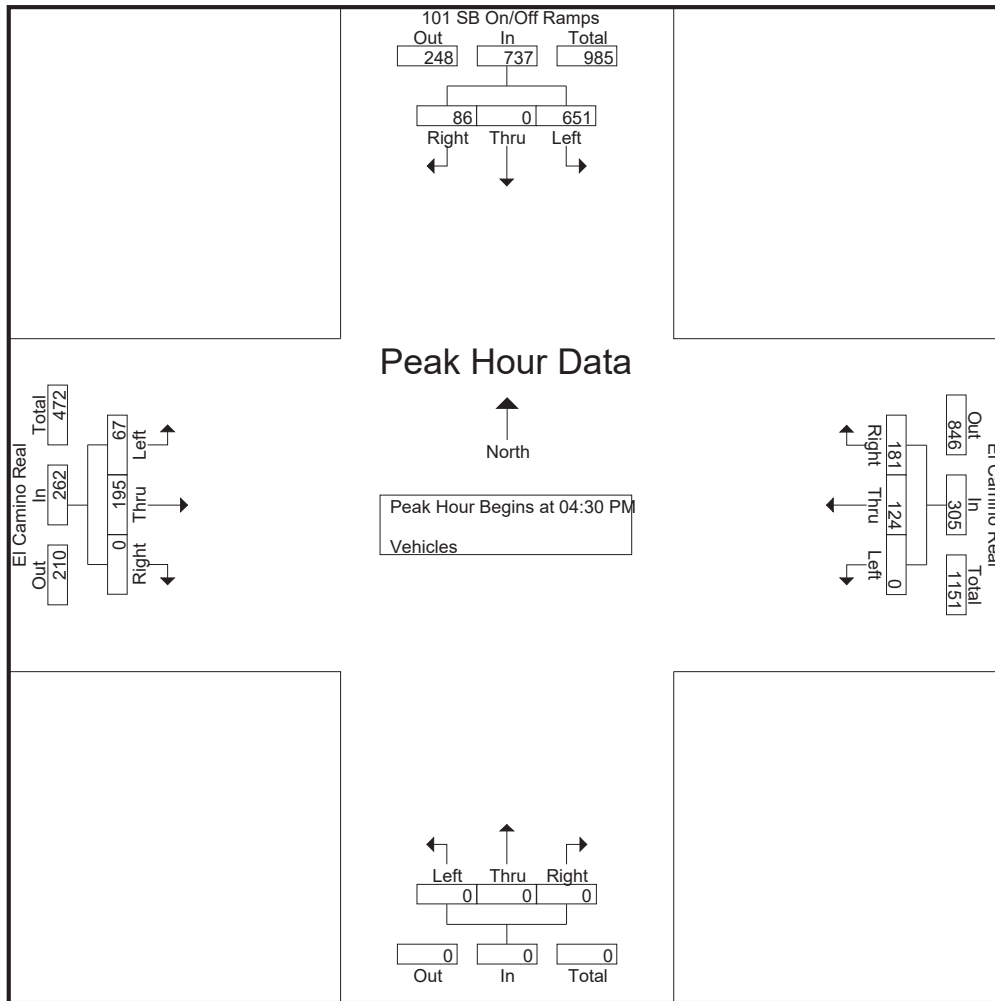 101 SB On/Off Ramps
Out In Total
248 737 985
86 0 651
Right Thru Left
Peak Hour Data
North
Peak Hour Begins at 04:30 PM
Vehicles
El Camino Real
Total In Out
472 262 210
67 195 0
Left Thru Right
Right Thru Left
181 124 0
Out In Total
846 305 1151
El Camino Real
Left Thru Right
0 0 0
0 0 0
Out In Total